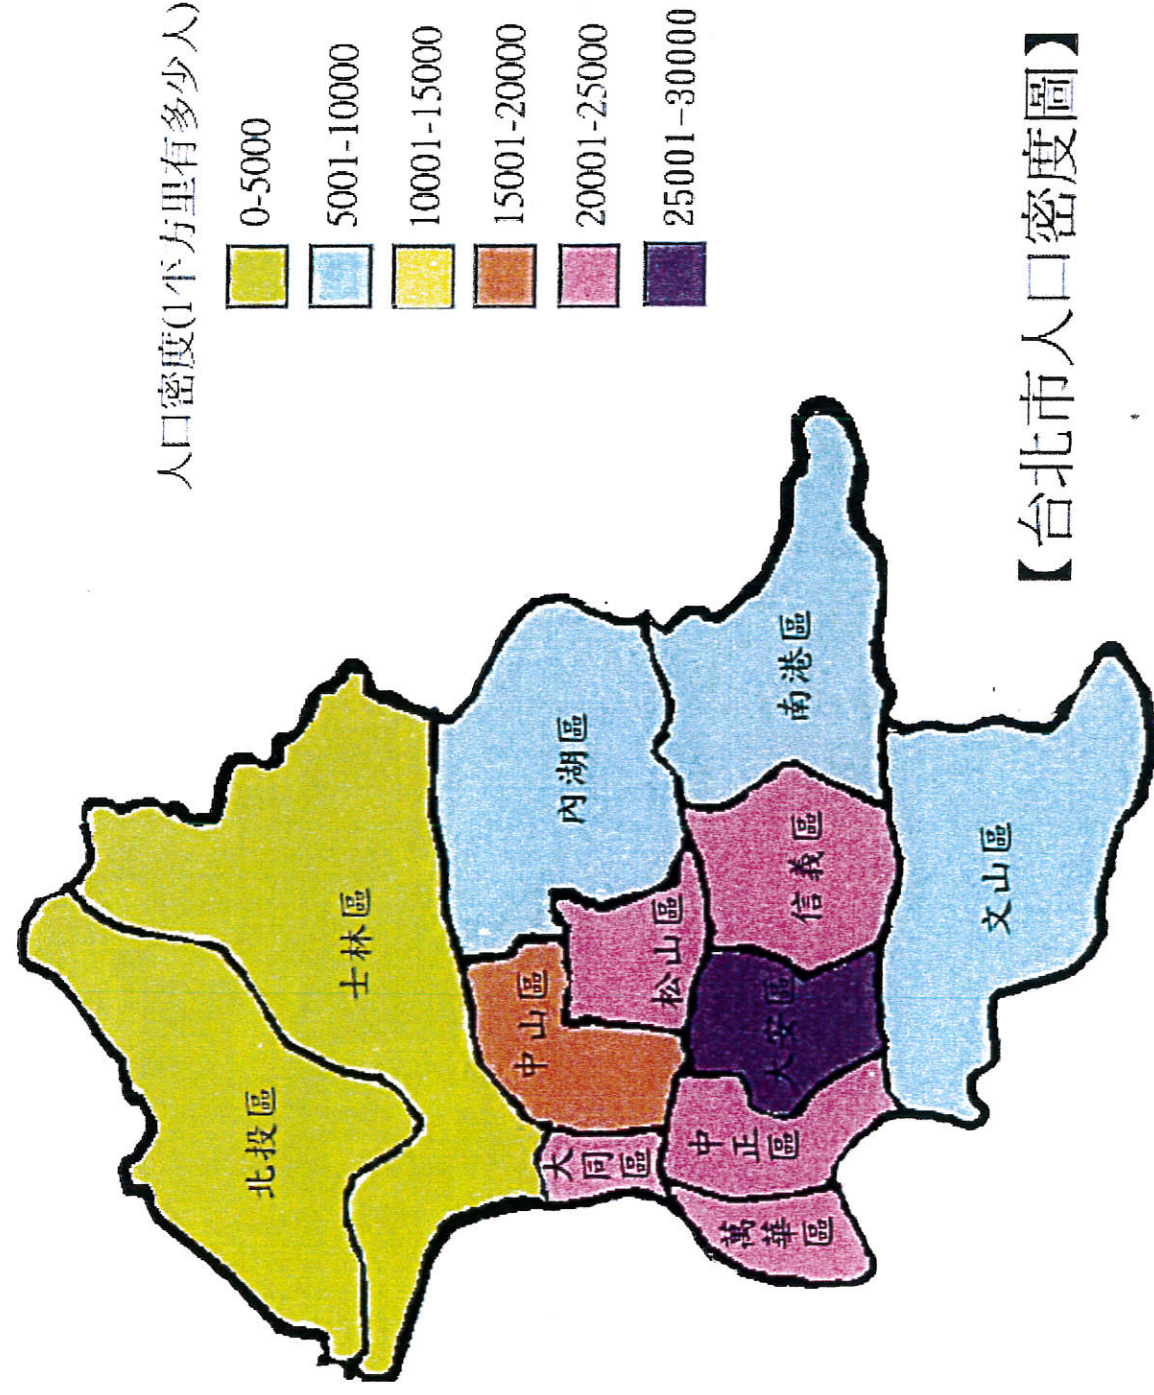 人口密度(1平方里有多少人)
0-5000
5001-10000
10001-15000
15001-20000
20001-25000
25001-30000
北投區
士林區
內湖區
中山區
松山區
大同區
南港區
信義區
大安區
中正區
萬華區
文山區
【台北市人口密度圖】